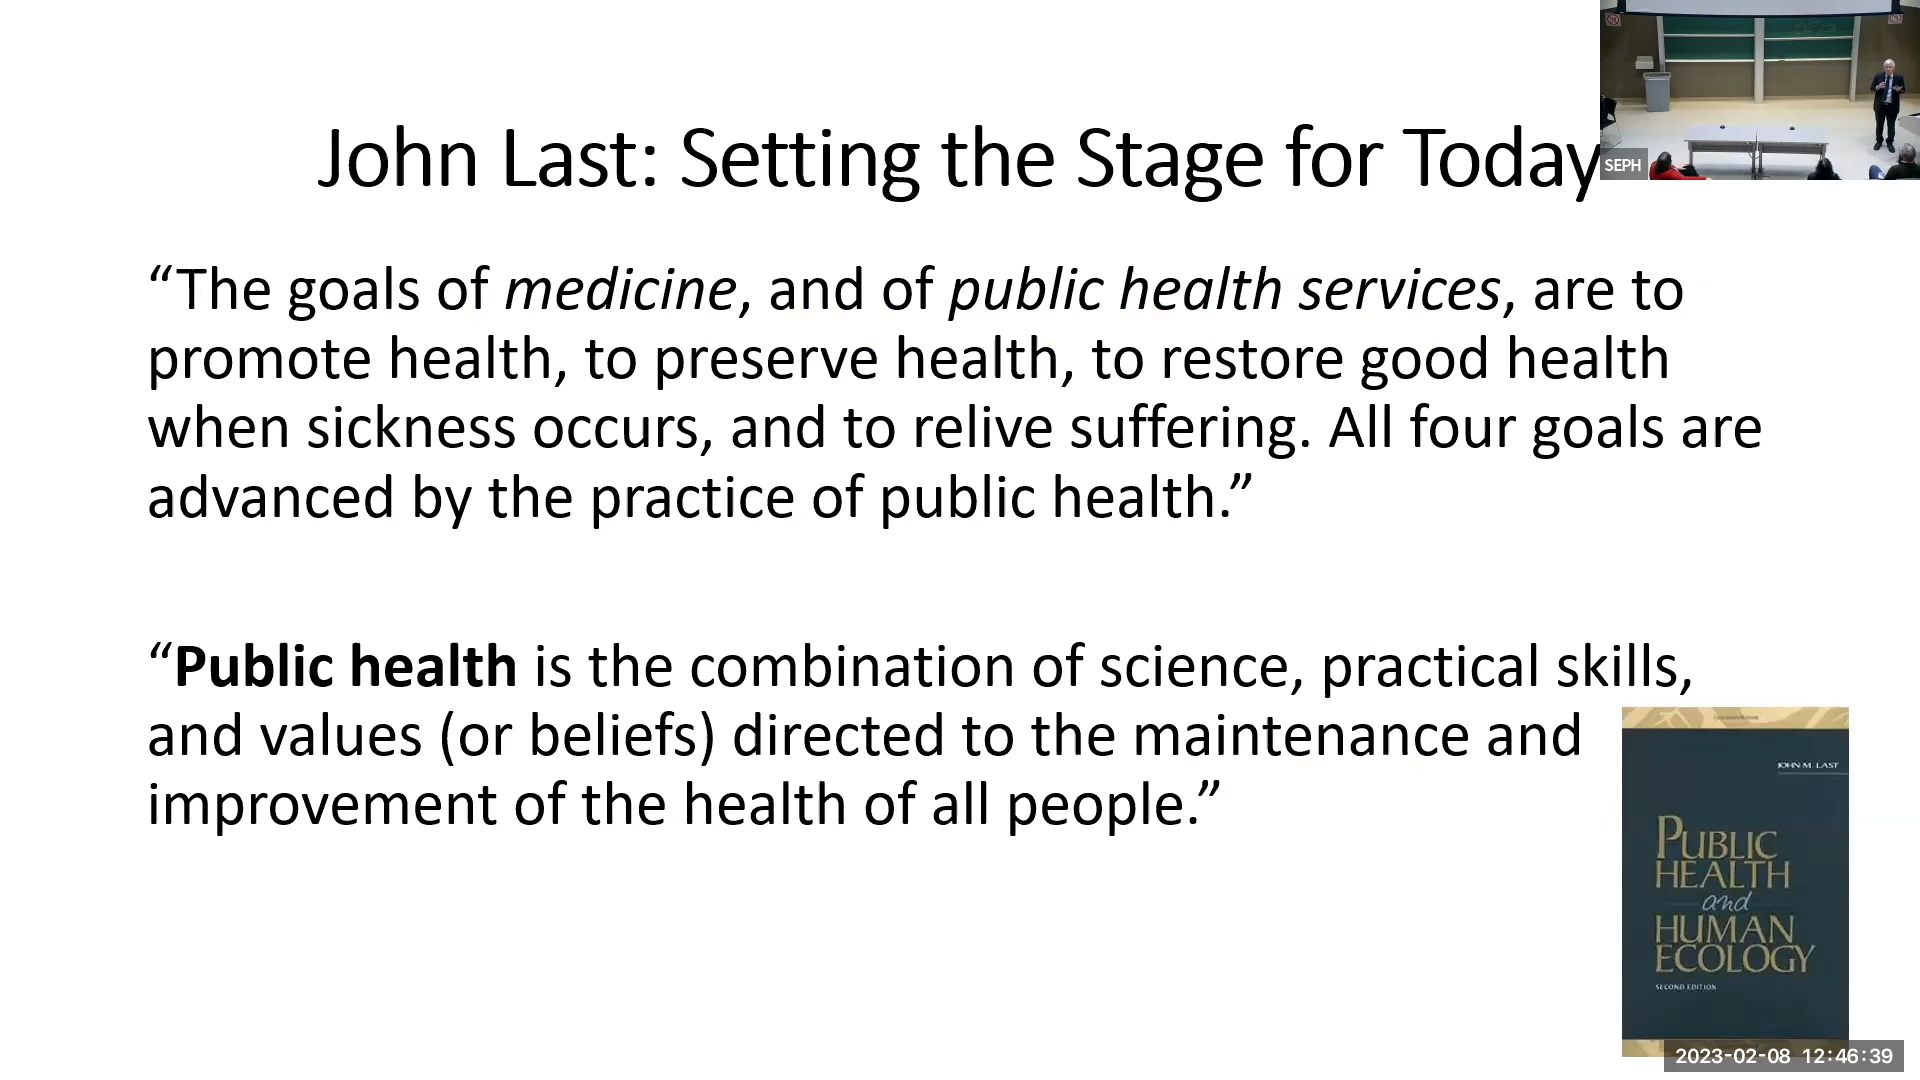 John Last: Setting the Stage for Today
SEPH
“The goals of medicine, and of public health services, are to
promote health, to preserve health, to restore good health
when sickness occurs, and to relive suffering. All four goals are
advanced by the practice of public health.”
“Public health is the combination of science, practical skills,
and values (or beliefs) directed to the maintenance and
improvement of the health of all people.”
JOHN M. LAST
PUBLIC
HEALTH
and
HUMAN
ECOLOGY
SECOND EDITION
2023-02-08 12:46:39